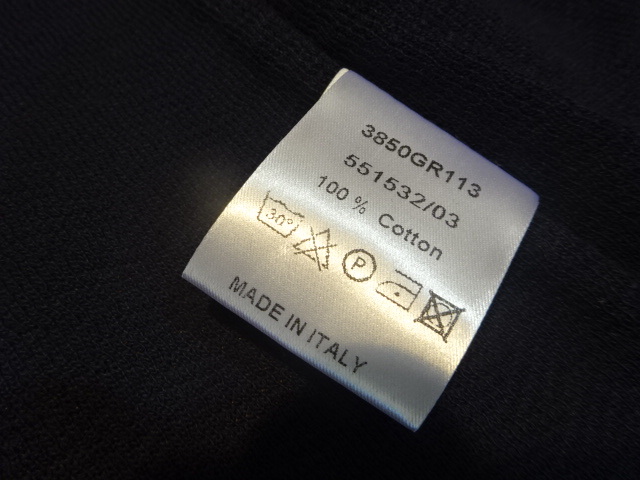 3850GR113
551532/03
100 % Cotton
30°
P
MADE IN ITALY